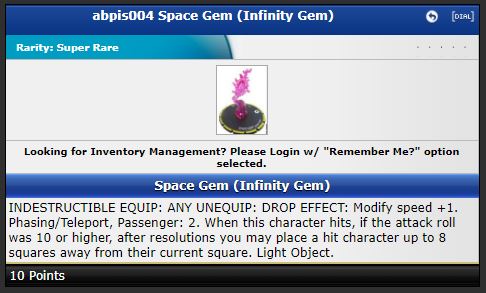 abpis004 Space Gem (Infinity Gem)
[DIAL]
Rarity: Super Rare
Looking for Inventory Management? Please Login w/ "Remember Me?" option
selected.
Space Gem (Infinity Gem)
INDESTRUCTIBLE EQUIP: ANY UNEQUIP: DROP EFFECT: Modify speed +1.
Phasing/Teleport, Passenger: 2. When this character hits, if the attack roll
was 10 or higher, after resolutions you may place a hit character up to 8
squares away from their current square. Light Object.
10 Points